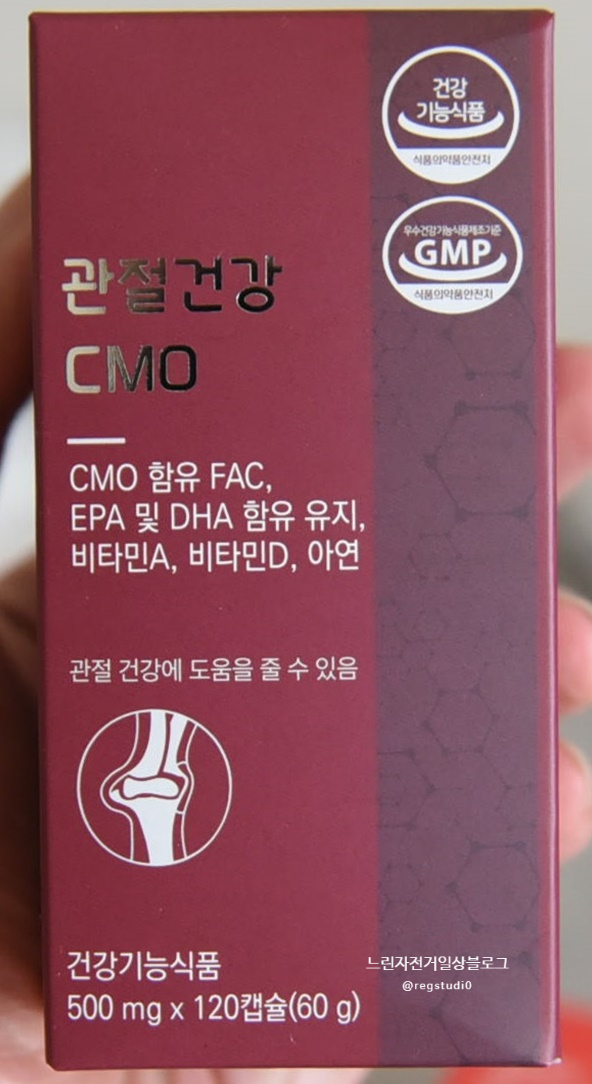 건강
기능식품
식품의약품안전처
우수건강기능식품제조기준
GMP
식품의약품안전처
관절건강
CMO
CMO 함유 FAC,
EPA 및 DHA 함유 유지,
비타민A, 비타민D, 아연
관절 건강에 도움을 줄 수 있음
건강기능식품
500 mg x 120캡슐(60 g)
느린자전거일상블로그
@regstudi0